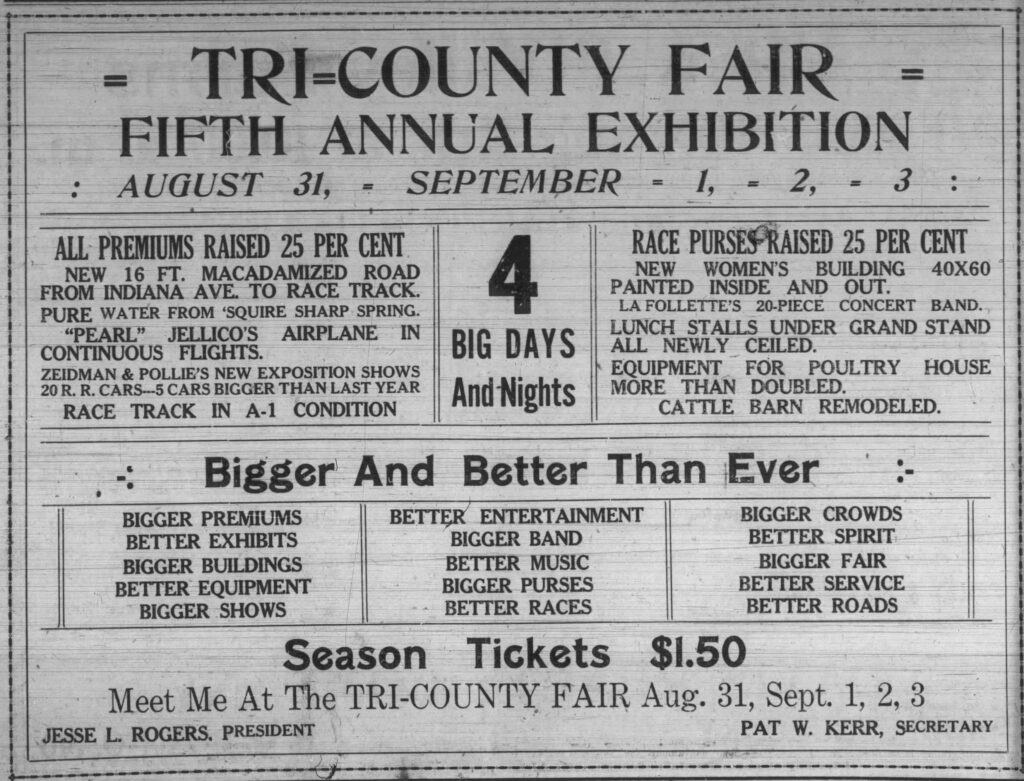 = TRI=COUNTY FAIR =
FIFTH ANNUAL EXHIBITION
: AUGUST 31, = SEPTEMBER = 1, = 2, = 3 :
ALL PREMIUMS RAISED 25 PER CENT
NEW 16 FT. MACADAMIZED ROAD
FROM INDIANA AVE. TO RACE TRACK.
PURE WATER FROM 'SQUIRE SHARP SPRING.
"PEARL" JELLICO'S AIRPLANE IN
CONTINUOUS FLIGHTS.
ZEIDMAN & POLLIE'S NEW EXPOSITION SHOWS
20 R. R. CARS---5 CARS BIGGER THAN LAST YEAR
RACE TRACK IN A-1 CONDITION
4
BIG DAYS
And Nights
RACE PURSES RAISED 25 PER CENT
NEW WOMEN'S BUILDING 40X60
PAINTED INSIDE AND OUT.
LA FOLLETTE'S 20-PIECE CONCERT BAND.
LUNCH STALLS UNDER GRAND STAND
ALL NEWLY CEILED.
EQUIPMENT FOR POULTRY HOUSE
MORE THAN DOUBLED.
CATTLE BARN REMODELED.
-: Bigger And Better Than Ever :-
BIGGER PREMIUMS
BETTER EXHIBITS
BIGGER BUILDINGS
BETTER EQUIPMENT
BIGGER SHOWS
BETTER ENTERTAINMENT
BIGGER BAND
BETTER MUSIC
BIGGER PURSES
BETTER RACES
BIGGER CROWDS
BETTER SPIRIT
BIGGER FAIR
BETTER SERVICE
BETTER ROADS
Season Tickets $1.50
Meet Me At The TRI-COUNTY FAIR Aug. 31, Sept. 1, 2, 3
JESSE L. ROGERS, PRESIDENT
PAT W. KERR, SECRETARY